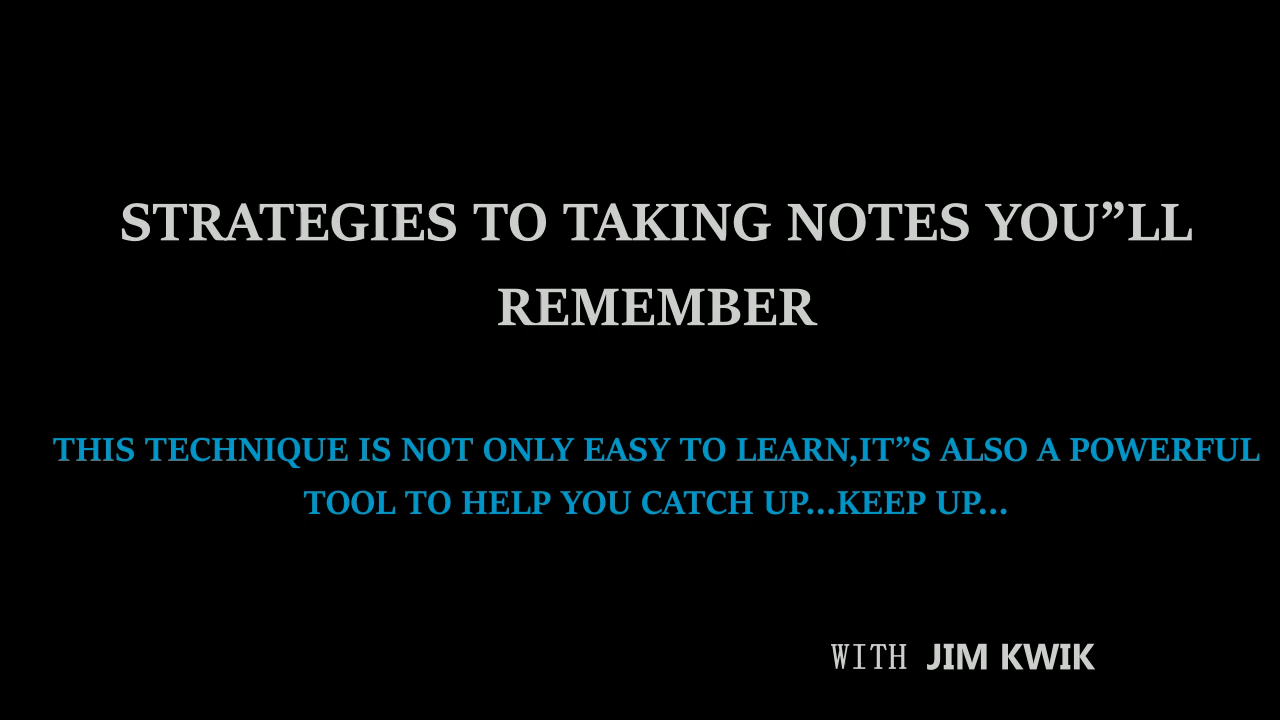 STRATEGIES TO TAKING NOTES YOU”LL
REMEMBER
THIS TECHNIQUE IS NOT ONLY EASY TO LEARN,IT”S ALSO A POWERFUL
TOOL TO HELP YOU CATCH UP...KEEP UP...
WITH JIM KWIK